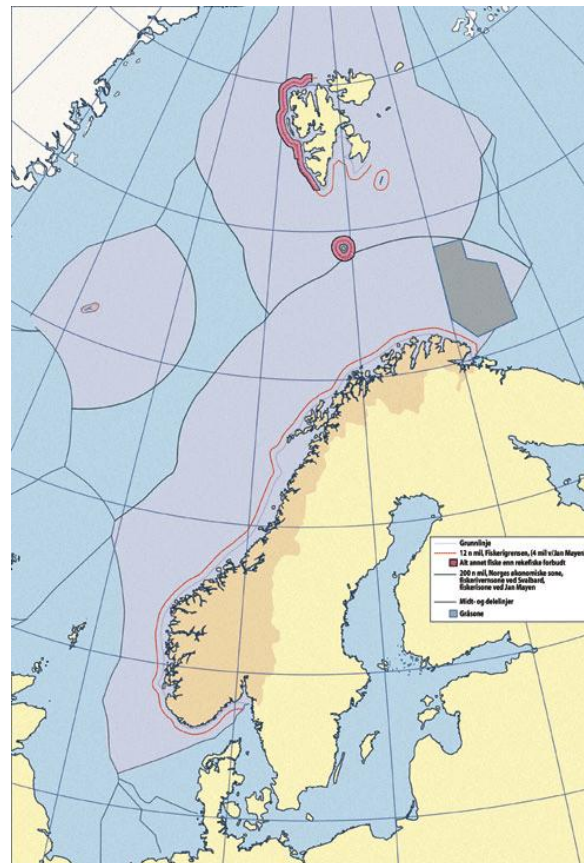 Grunnlinje
12 n mil, Fiskerigrensen, (4 mil v/Jan Mayen)
Alt annet fiske enn rekefiske forbudt
200 n mil, Norges økonomiske sone,
fiskerivernsone ved Svalbard,
fiskerisone ved Jan Mayen
Midt- og delelinjer
Gråsone